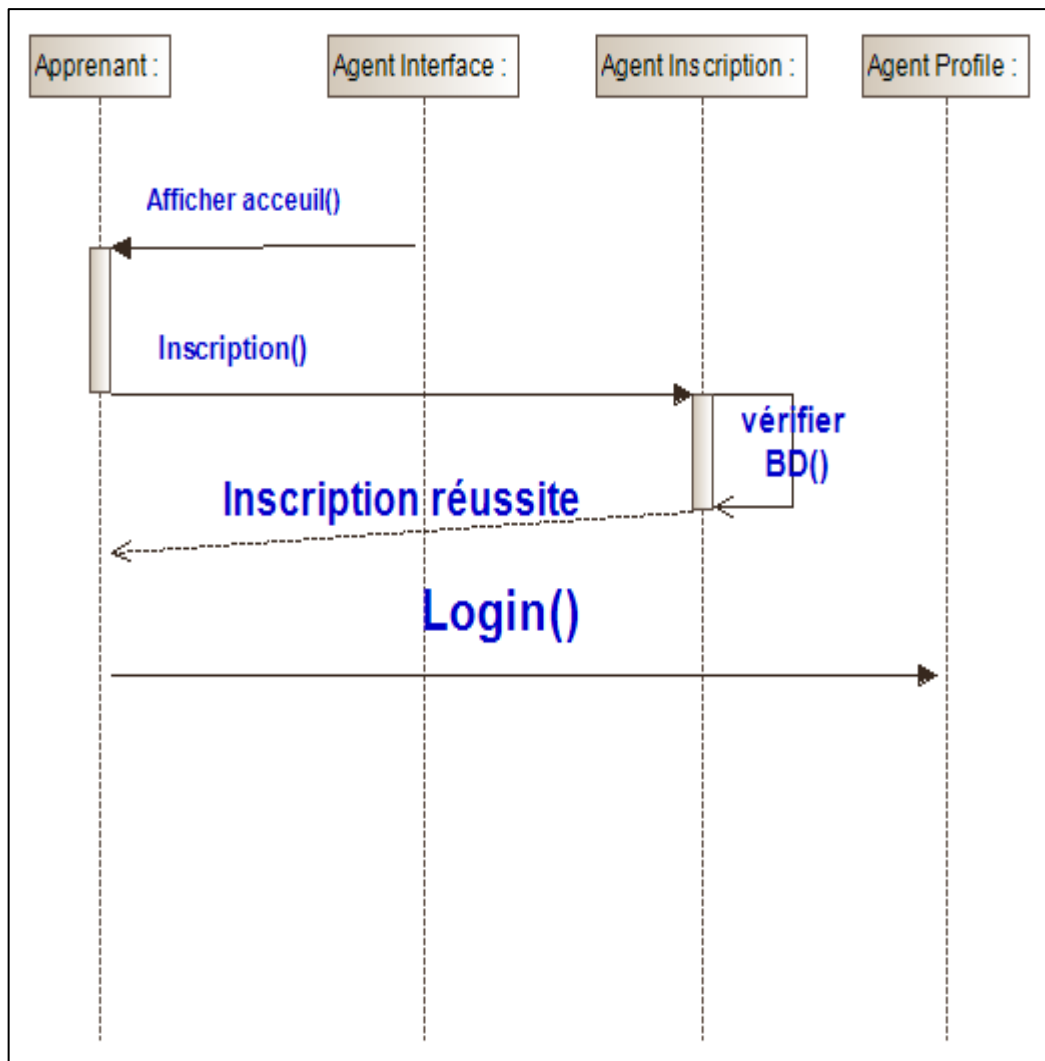 Apprenant :
Agent Interface :
Agent Inscription :
Agent Profile :
Afficher acceuil()
Inscription()
vérifier
BD()
Inscription réussite
Login()